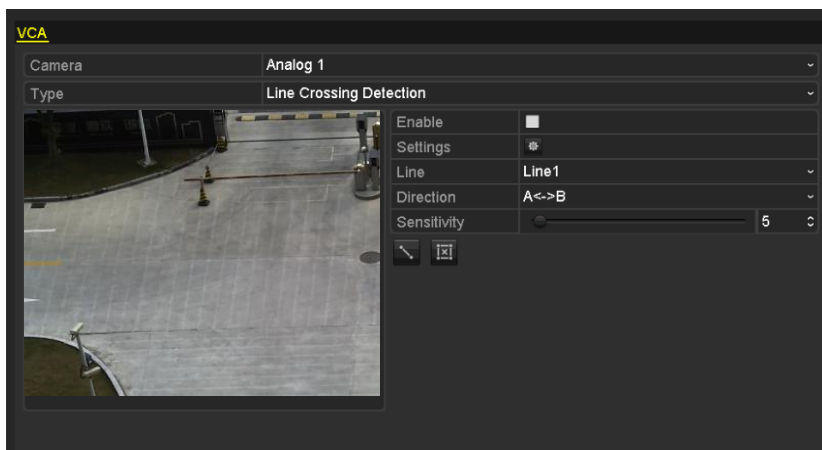 VCA
Camera Analog 1
Type Line Crossing Detection
Enable
Settings
Line Line1
Direction A<->B
Sensitivity 5